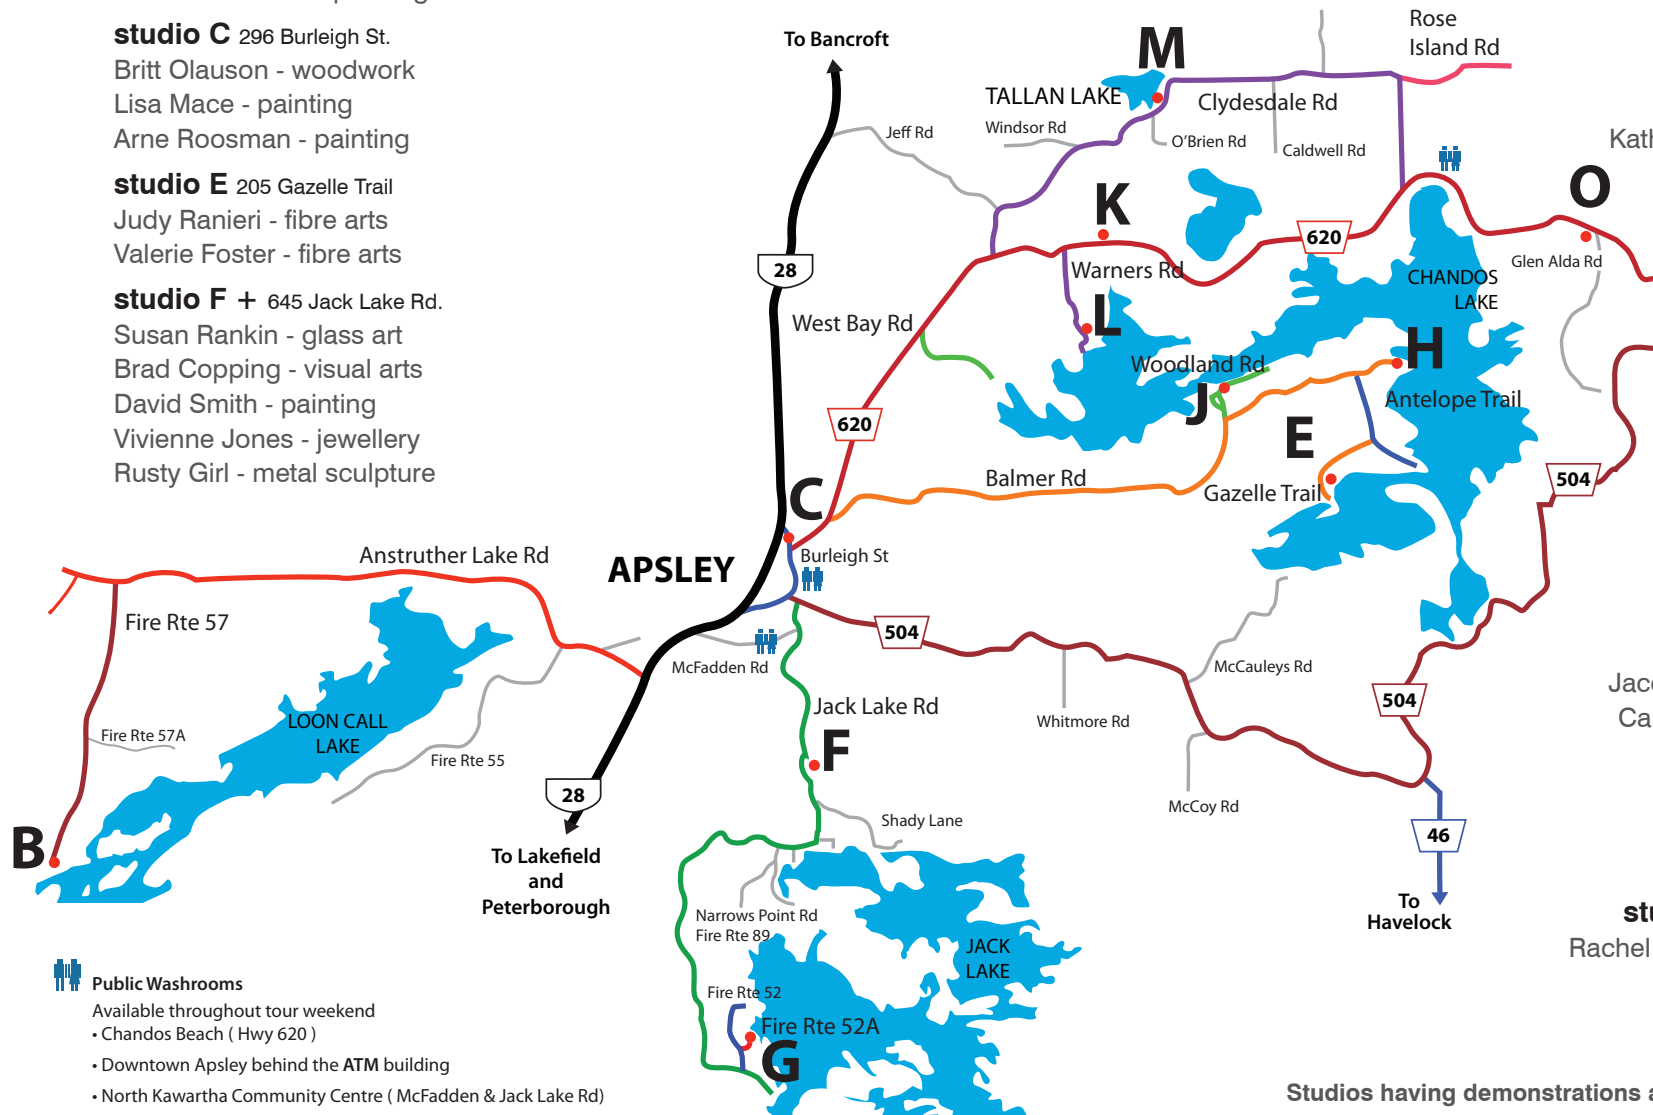 studio C 296 Burleigh St.
Britt Olauson - woodwork
Lisa Mace - painting
Arne Roosman - painting
studio E 205 Gazelle Trail
Judy Ranieri - fibre arts
Valerie Foster - fibre arts
studio F + 645 Jack Lake Rd.
Susan Rankin - glass art
Brad Copping - visual arts
David Smith - painting
Vivienne Jones - jewellery
Rusty Girl - metal sculpture
To Bancroft
M
Rose
Island Rd
TALLAN LAKE
Clydesdale Rd
Jeff Rd
Windsor Rd
O'Brien Rd
Caldwell Rd
Kath
K
O
620
28
Warners Rd
Glen Alda Rd
CHANDOS
LAKE
West Bay Rd
L
H
Woodland Rd
J
Antelope Trail
620
E
C
Balmer Rd
Gazelle Trail
504
Anstruther Lake Rd
APSLEY
Burleigh St
Fire Rte 57
504
McFadden Rd
McCauleys Rd
Jack Lake Rd
504
Jaco
Ca
LOON CALL
LAKE
Whitmore Rd
Fire Rte 57A
Fire Rte 55
F
28
McCoy Rd
Shady Lane
46
B
To Lakefield
and
Peterborough
To
Havelock
Narrows Point Rd
Fire Rte 89
JACK
LAKE
stu
Rachel
Fire Rte 52
Fire Rte 52A
G
Public Washrooms
Available throughout tour weekend
• Chandos Beach ( Hwy 620 )
• Downtown Apsley behind the ATM building
• North Kawartha Community Centre ( McFadden & Jack Lake Rd)
Studios having demonstrations a